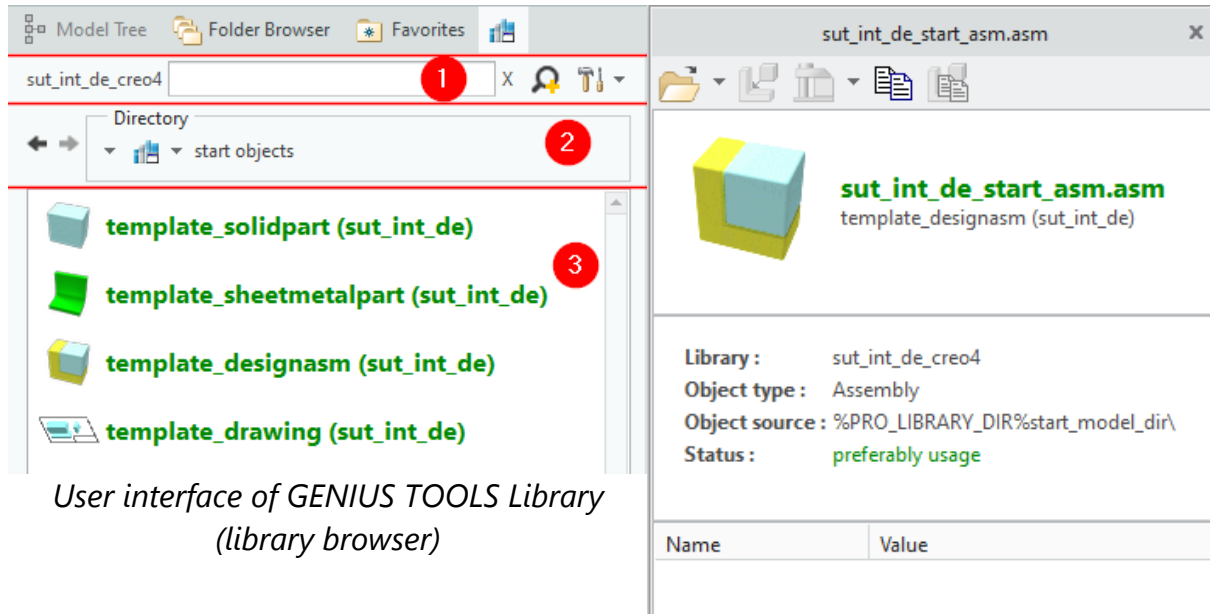 Model Tree Folder Browser Favorites
sut_int_de_creo4 1 X
Directory
start objects 2
template_solidpart (sut_int_de)
3
template_sheetmetalpart (sut_int_de)
template_designasm (sut_int_de)
template_drawing (sut_int_de)
User interface of GENIUS TOOLS Library
(library browser)
sut_int_de_start_asm.asm x
sut_int_de_start_asm.asm
template_designasm (sut_int_de)
Library : sut_int_de_creo4
Object type : Assembly
Object source : %PRO_LIBRARY_DIR%start_model_dir\
Status : preferably usage
Name Value